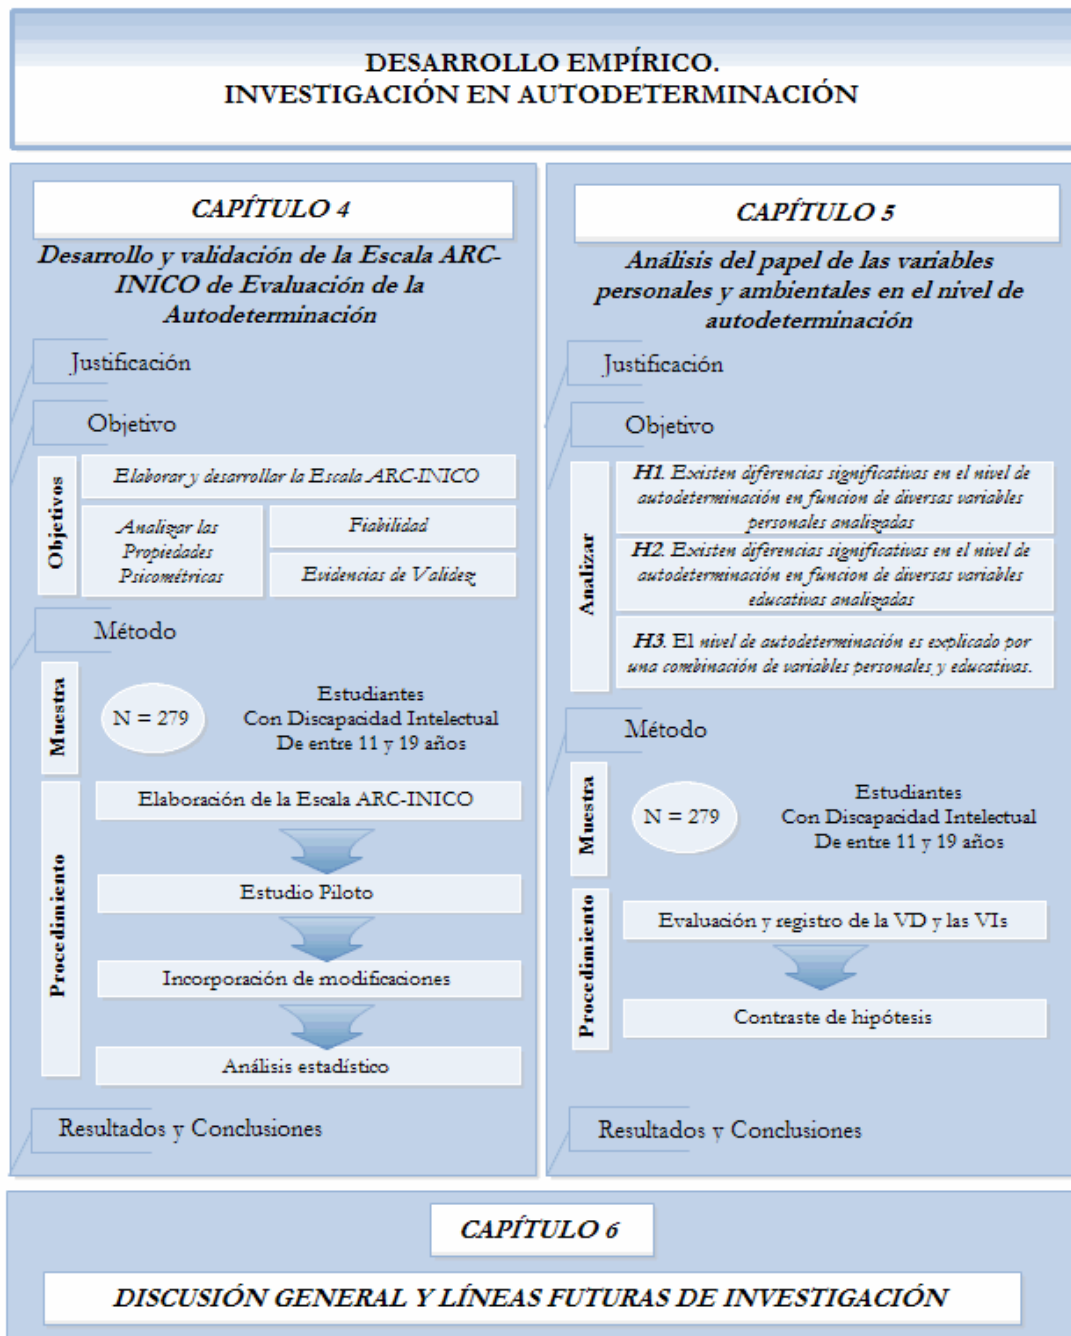 DESARROLLO EMPÍRICO.
INVESTIGACIÓN EN AUTODETERMINACIÓN
CAPÍTULO 4
Desarrollo y validación de la Escala ARC-
INICO de Evaluación de la
Autodeterminación
Justificación
Objetivo
Objetivos
Elaborar y desarrollar la Escala ARC-INICO
Analizar las
Propiedades
Psicométricas
Fiabilidad
Evidencias de Validez
Método
Muestra
N = 279
Estudiantes
Con Discapacidad Intelectual
De entre 11 y 19 años
Procedimiento
Elaboración de la Escala ARC-INICO
Estudio Piloto
Incorporación de modificaciones
Análisis estadístico
Resultados y Conclusiones
CAPÍTULO 5
Análisis del papel de las variables
personales y ambientales en el nivel de
autodeterminación
Justificación
Objetivo
Analizar
H1. Existen diferencias significativas en el nivel de
autodeterminación en funcion de diversas variables
personales analizadas
H2. Existen diferencias significativas en el nivel de
autodeterminación en funcion de diversas variables
educativas analizadas
H3. El nivel de autodeterminación es explicado por
una combinación de variables personales y educativas.
Método
Muestra
N = 279
Estudiantes
Con Discapacidad Intelectual
De entre 11 y 19 años
Procedimiento
Evaluación y registro de la VD y las VIs
Contraste de hipótesis
Resultados y Conclusiones
CAPÍTULO 6
DISCUSIÓN GENERAL Y LÍNEAS FUTURAS DE INVESTIGACIÓN